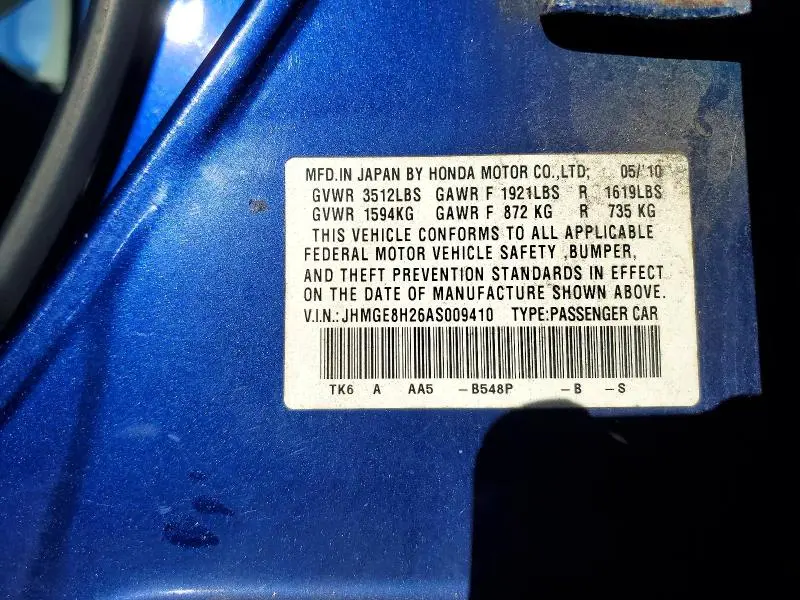 MFD.IN JAPAN BY HONDA MOTOR CO.,LTD; 05/'10
GVWR 3512LBS GAWR F 1921LBS R 1619LBS
GVWR 1594KG GAWR F 872 KG R 735 KG
THIS VEHICLE CONFORMS TO ALL APPLICABLE
FEDERAL MOTOR VEHICLE SAFETY ,BUMPER,
AND THEFT PREVENTION STANDARDS IN EFFECT
ON THE DATE OF MANUFACTURE SHOWN ABOVE.
V.I.N.:JHMGE8H26AS009410 TYPE:PASSENGER CAR
TK6 A AA5 -B548P -B -S